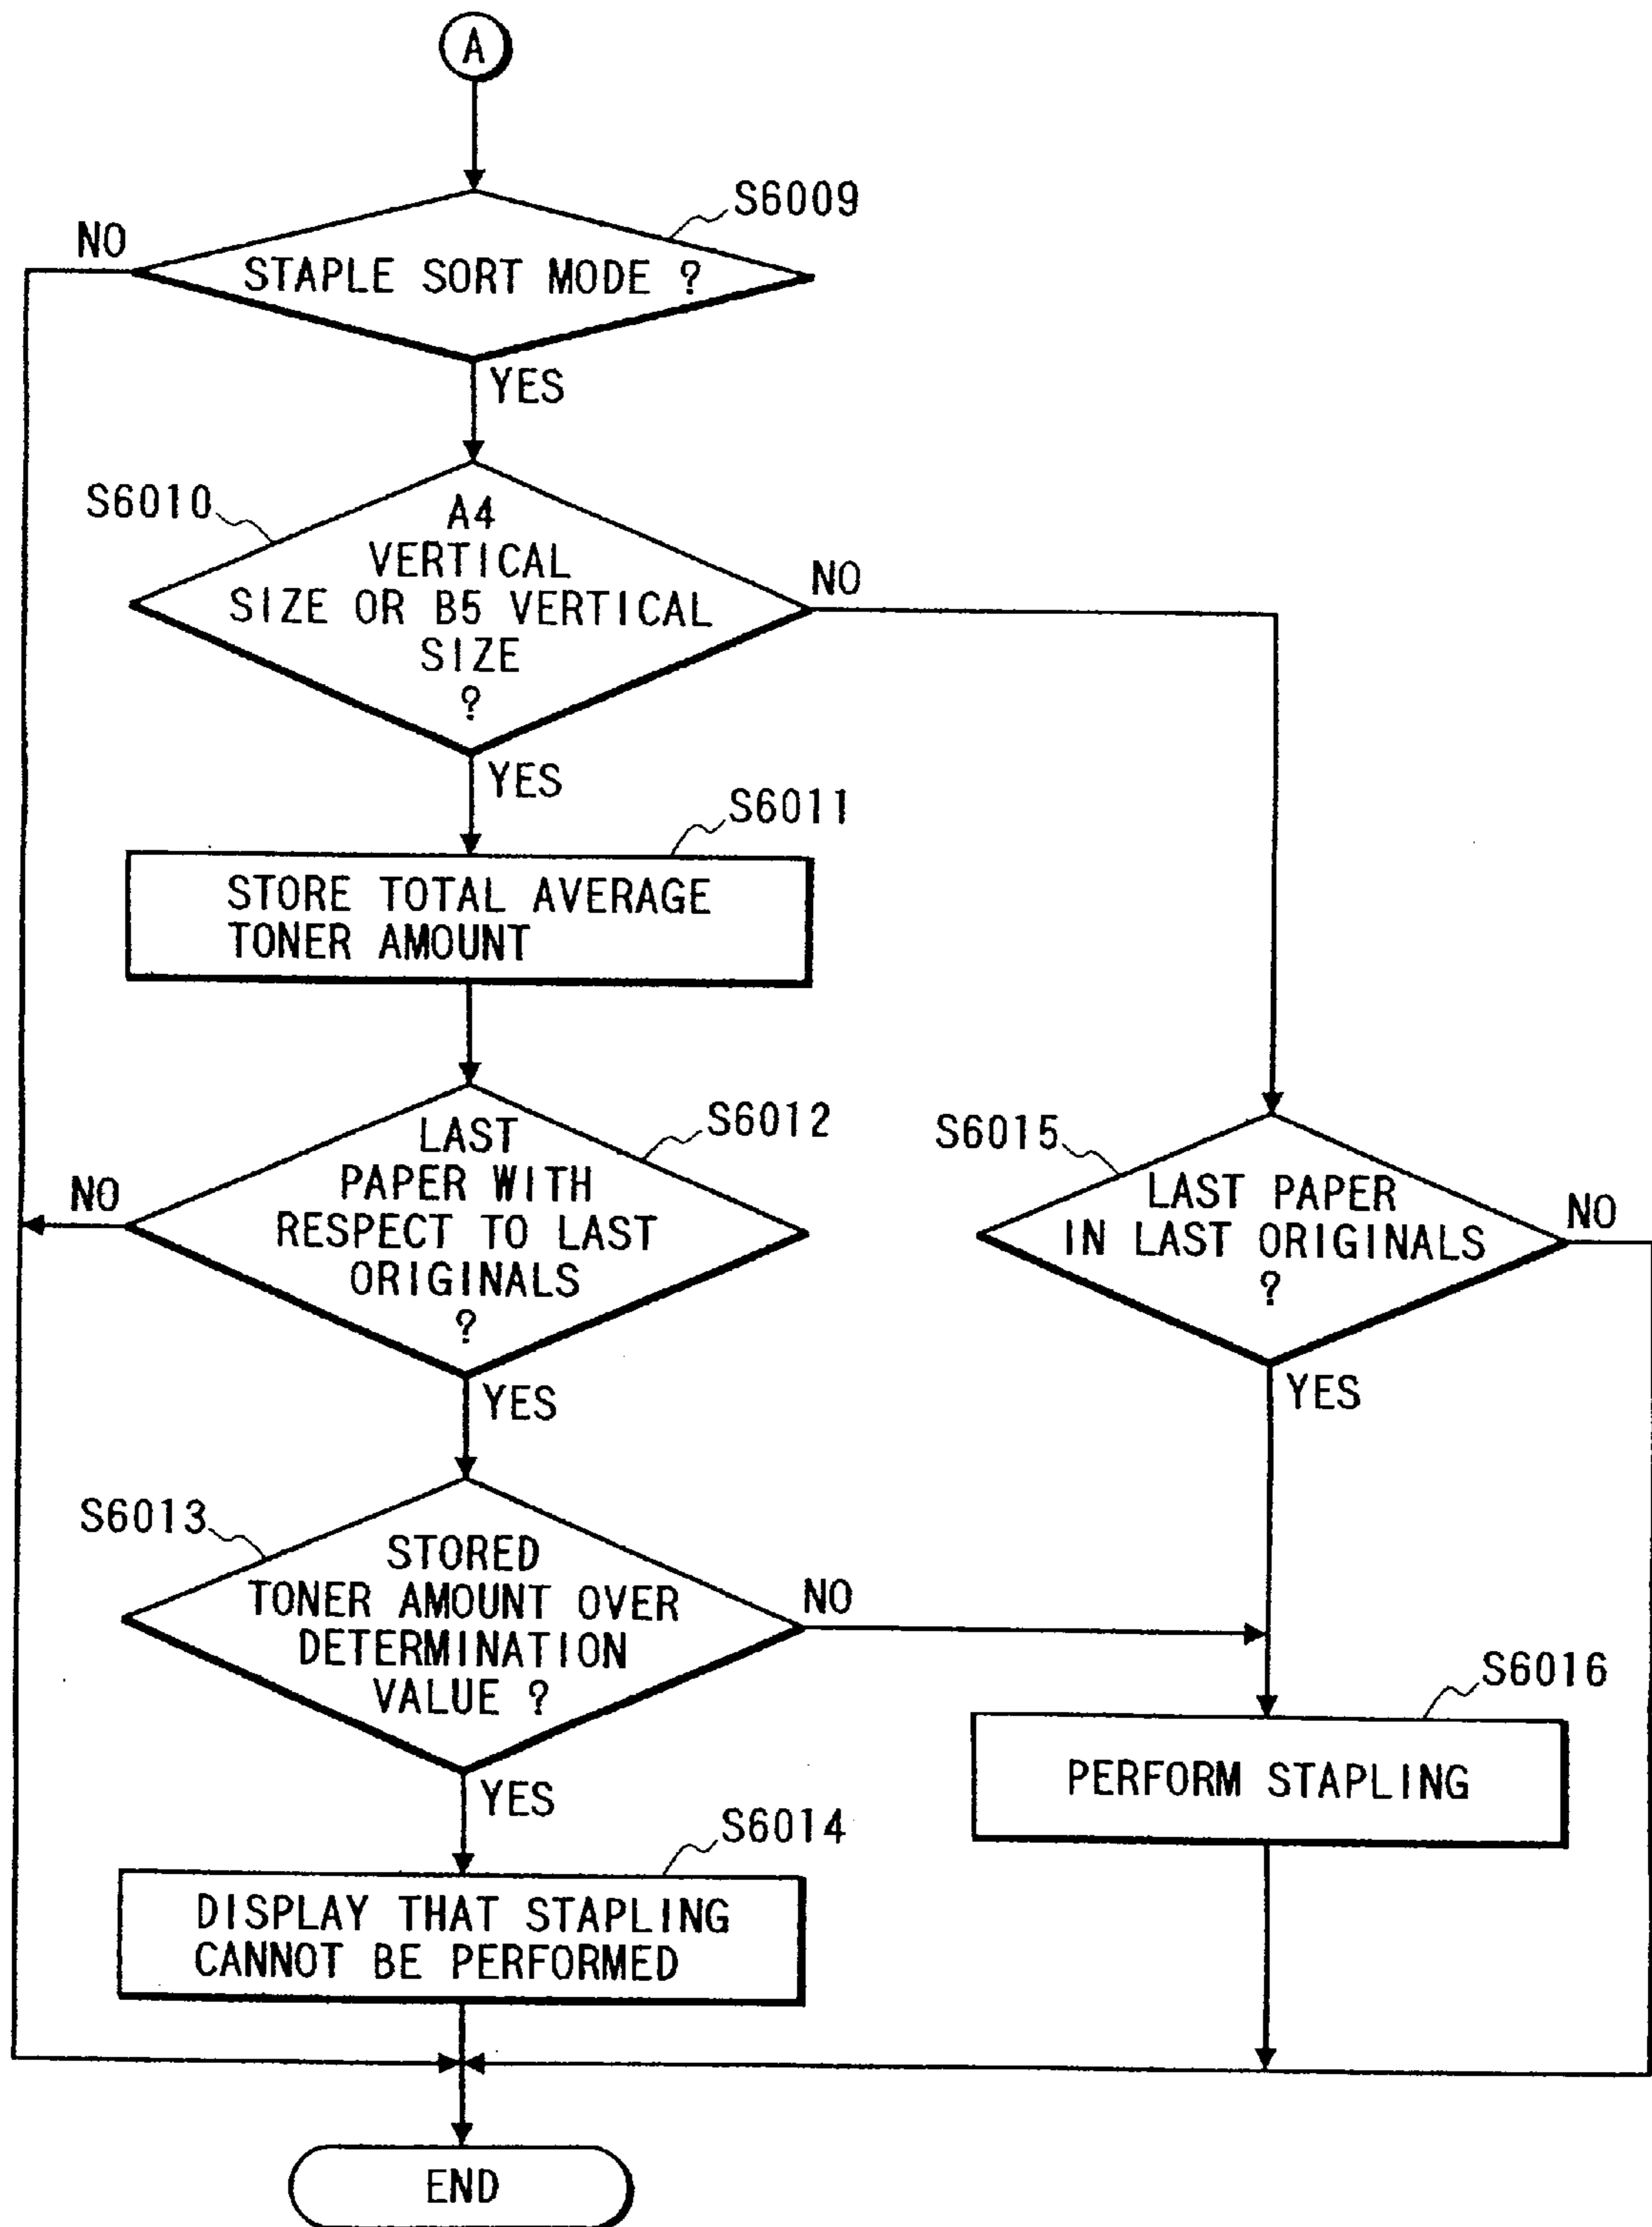 A
S6009
NO
STAPLE SORT MODE ?
YES
S6010
A4
VERTICAL
SIZE OR B5 VERTICAL
SIZE
?
NO
YES
S6011
STORE TOTAL AVERAGE
TONER AMOUNT
S6012
LAST
PAPER WITH
RESPECT TO LAST
ORIGINALS
?
NO
YES
S6015
LAST PAPER
IN LAST ORIGINALS
?
NO
YES
S6013
STORED
TONER AMOUNT OVER
DETERMINATION
VALUE ?
NO
YES
S6016
PERFORM STAPLING
S6014
DISPLAY THAT STAPLING
CANNOT BE PERFORMED
END